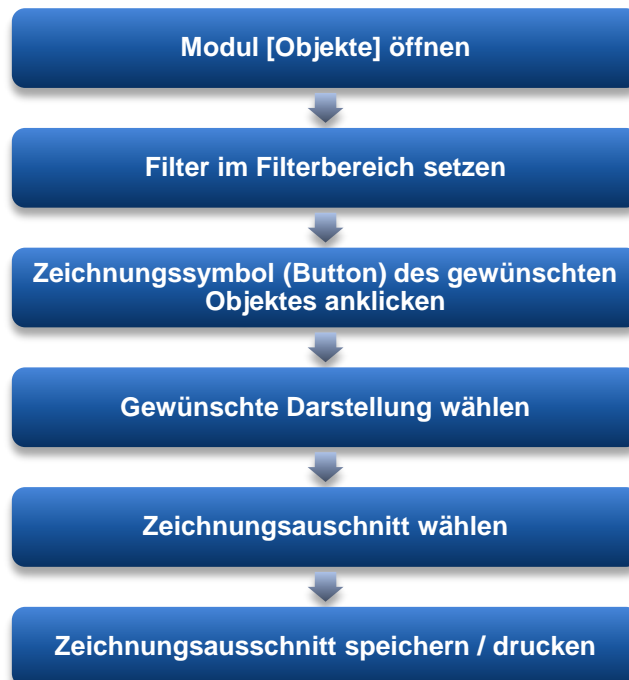 Modul [Objekte] öffnen
Filter im Filterbereich setzen
Zeichnungssymbol (Button) des gewünschten
Objektes anklicken
Gewünschte Darstellung wählen
Zeichnungsauschnitt wählen
Zeichnungsausschnitt speichern / drucken